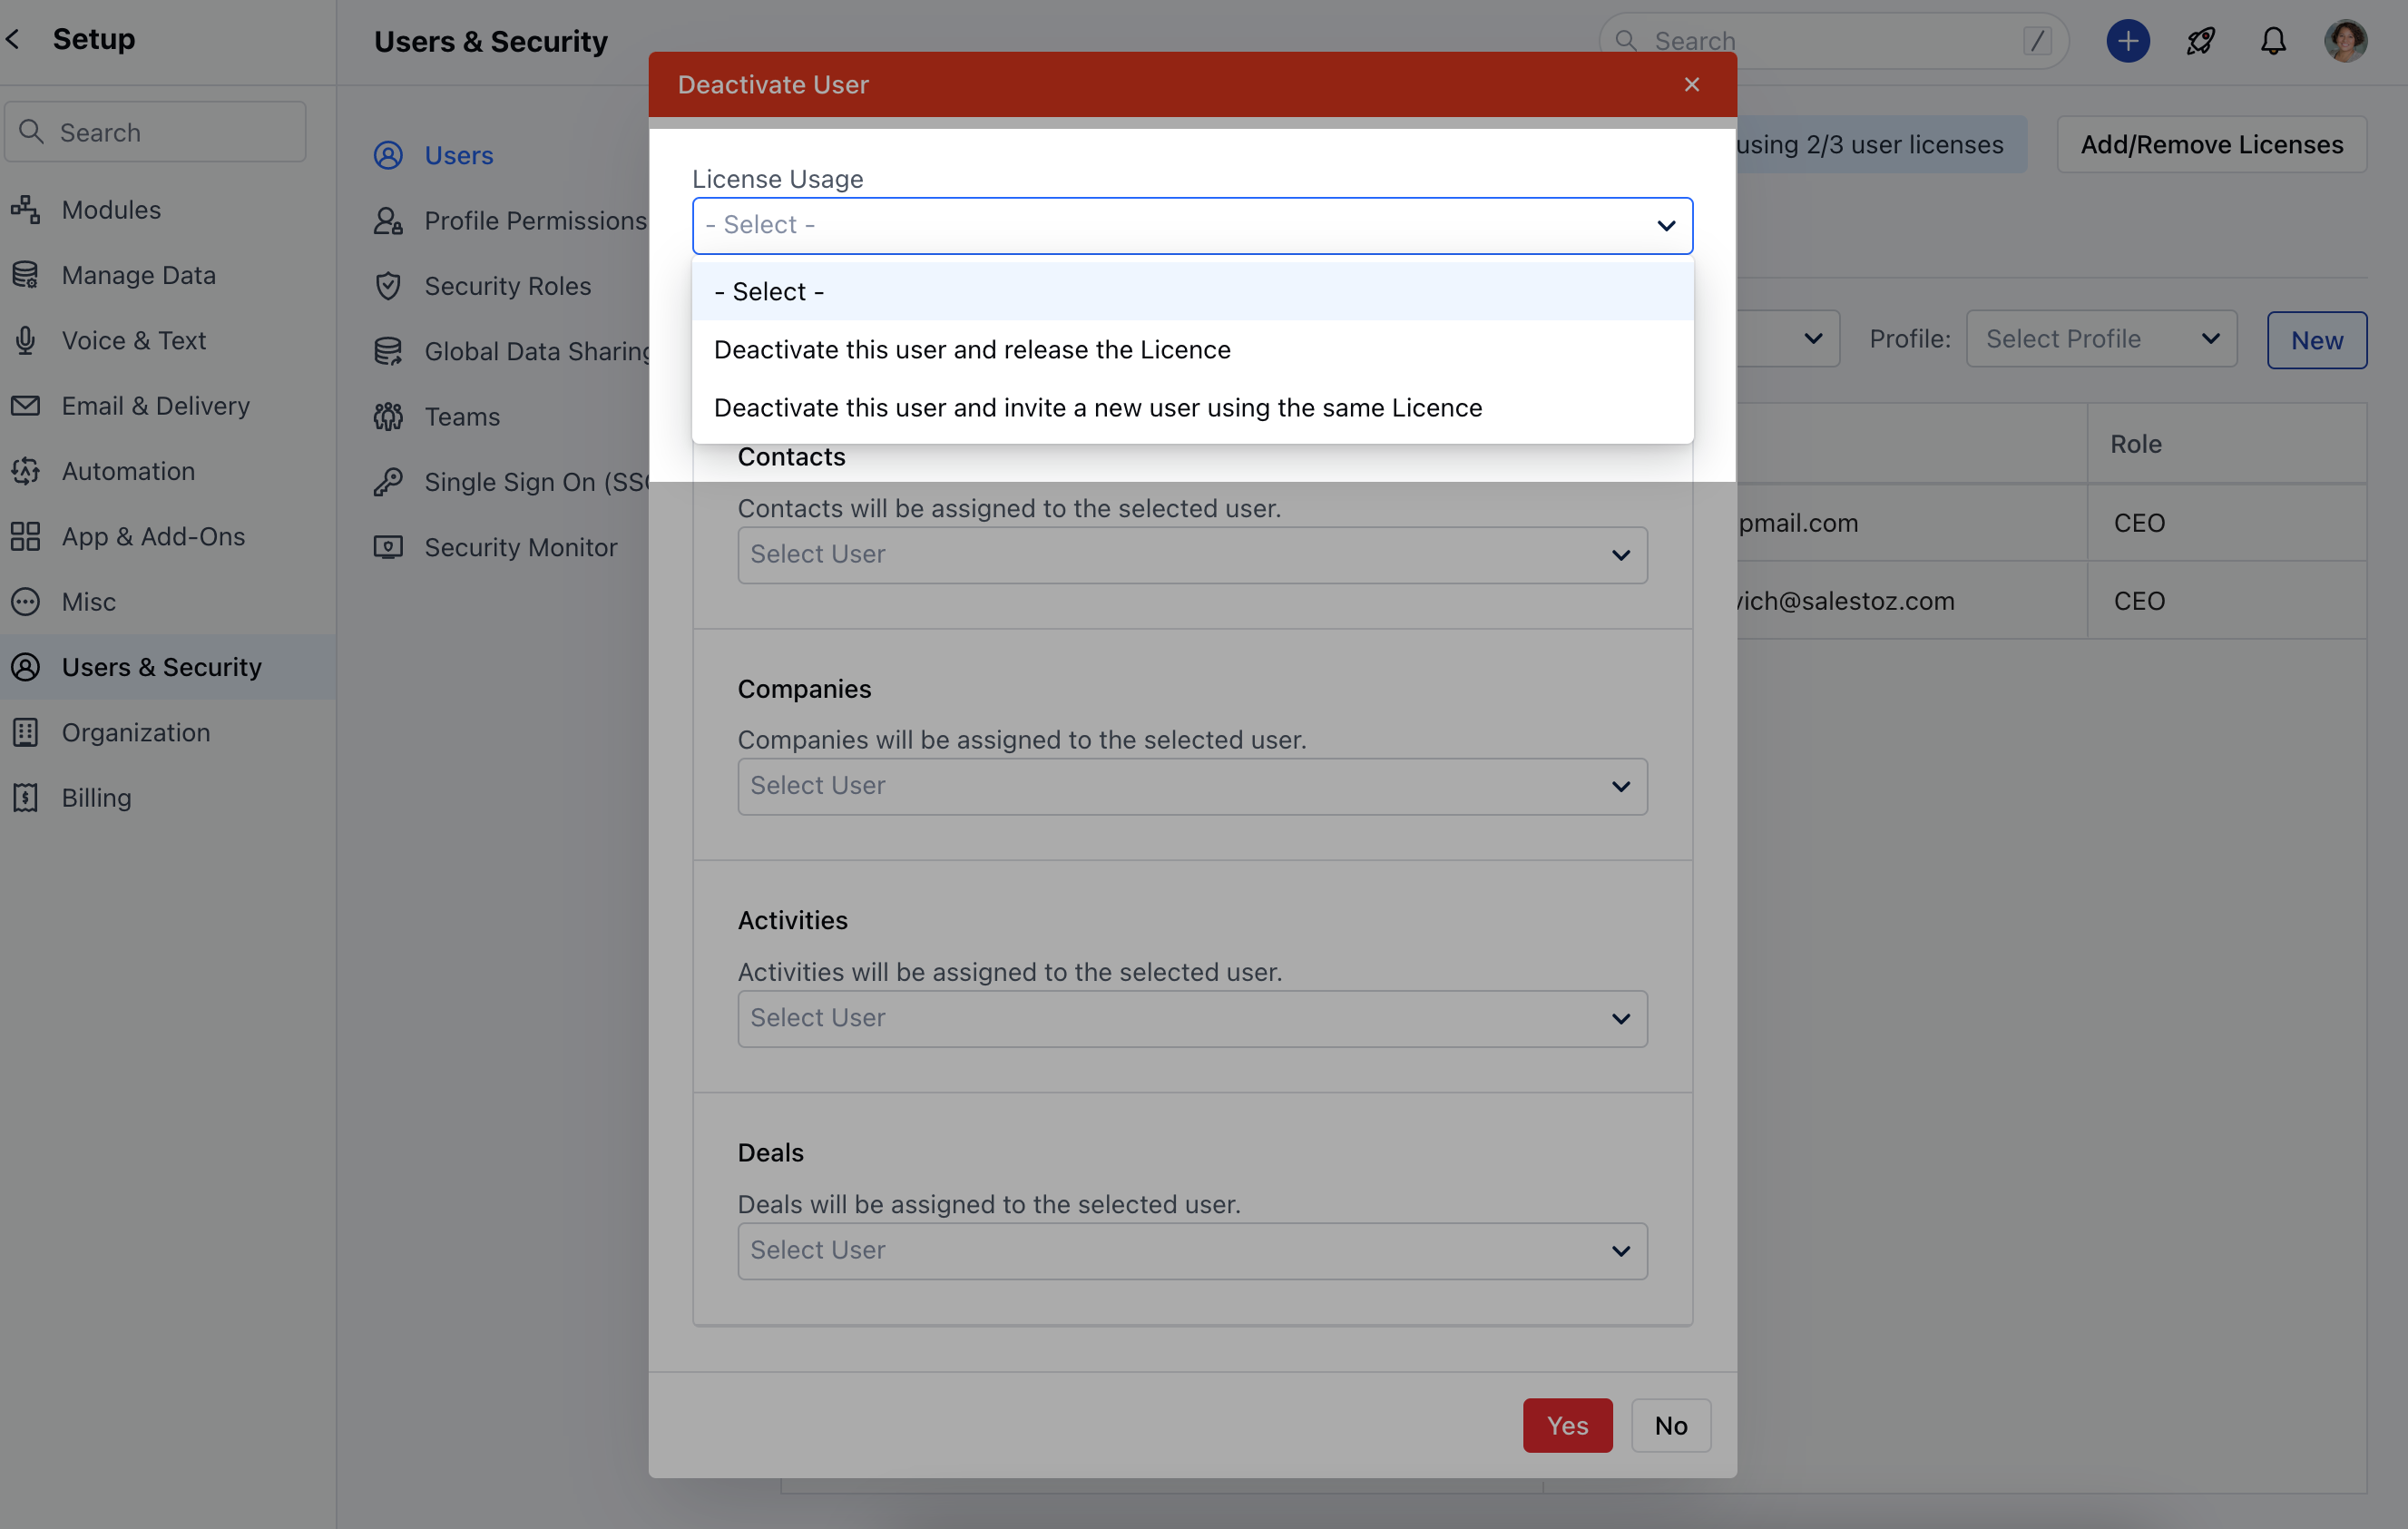 Setup
Search
Modules
Manage Data
Voice & Text
Email & Delivery
Automation
App & Add-Ons
Misc
Users & Security
Organization
Billing
Users & Security
Search /
Users
Profile Permissions
Security Roles
Global Data Sharing
Teams
Single Sign On (SSO
Security Monitor
using 2/3 user licenses
Add/Remove Licenses
Profile: Select Profile
New
Role
pmail.com CEO
vich@salestoz.com CEO
Deactivate User
License Usage
- Select -
- Select -
Deactivate this user and release the Licence
Deactivate this user and invite a new user using the same Licence
Contacts
Contacts will be assigned to the selected user.
Select User
Companies
Companies will be assigned to the selected user.
Select User
Activities
Activities will be assigned to the selected user.
Select User
Deals
Deals will be assigned to the selected user.
Select User
Yes No